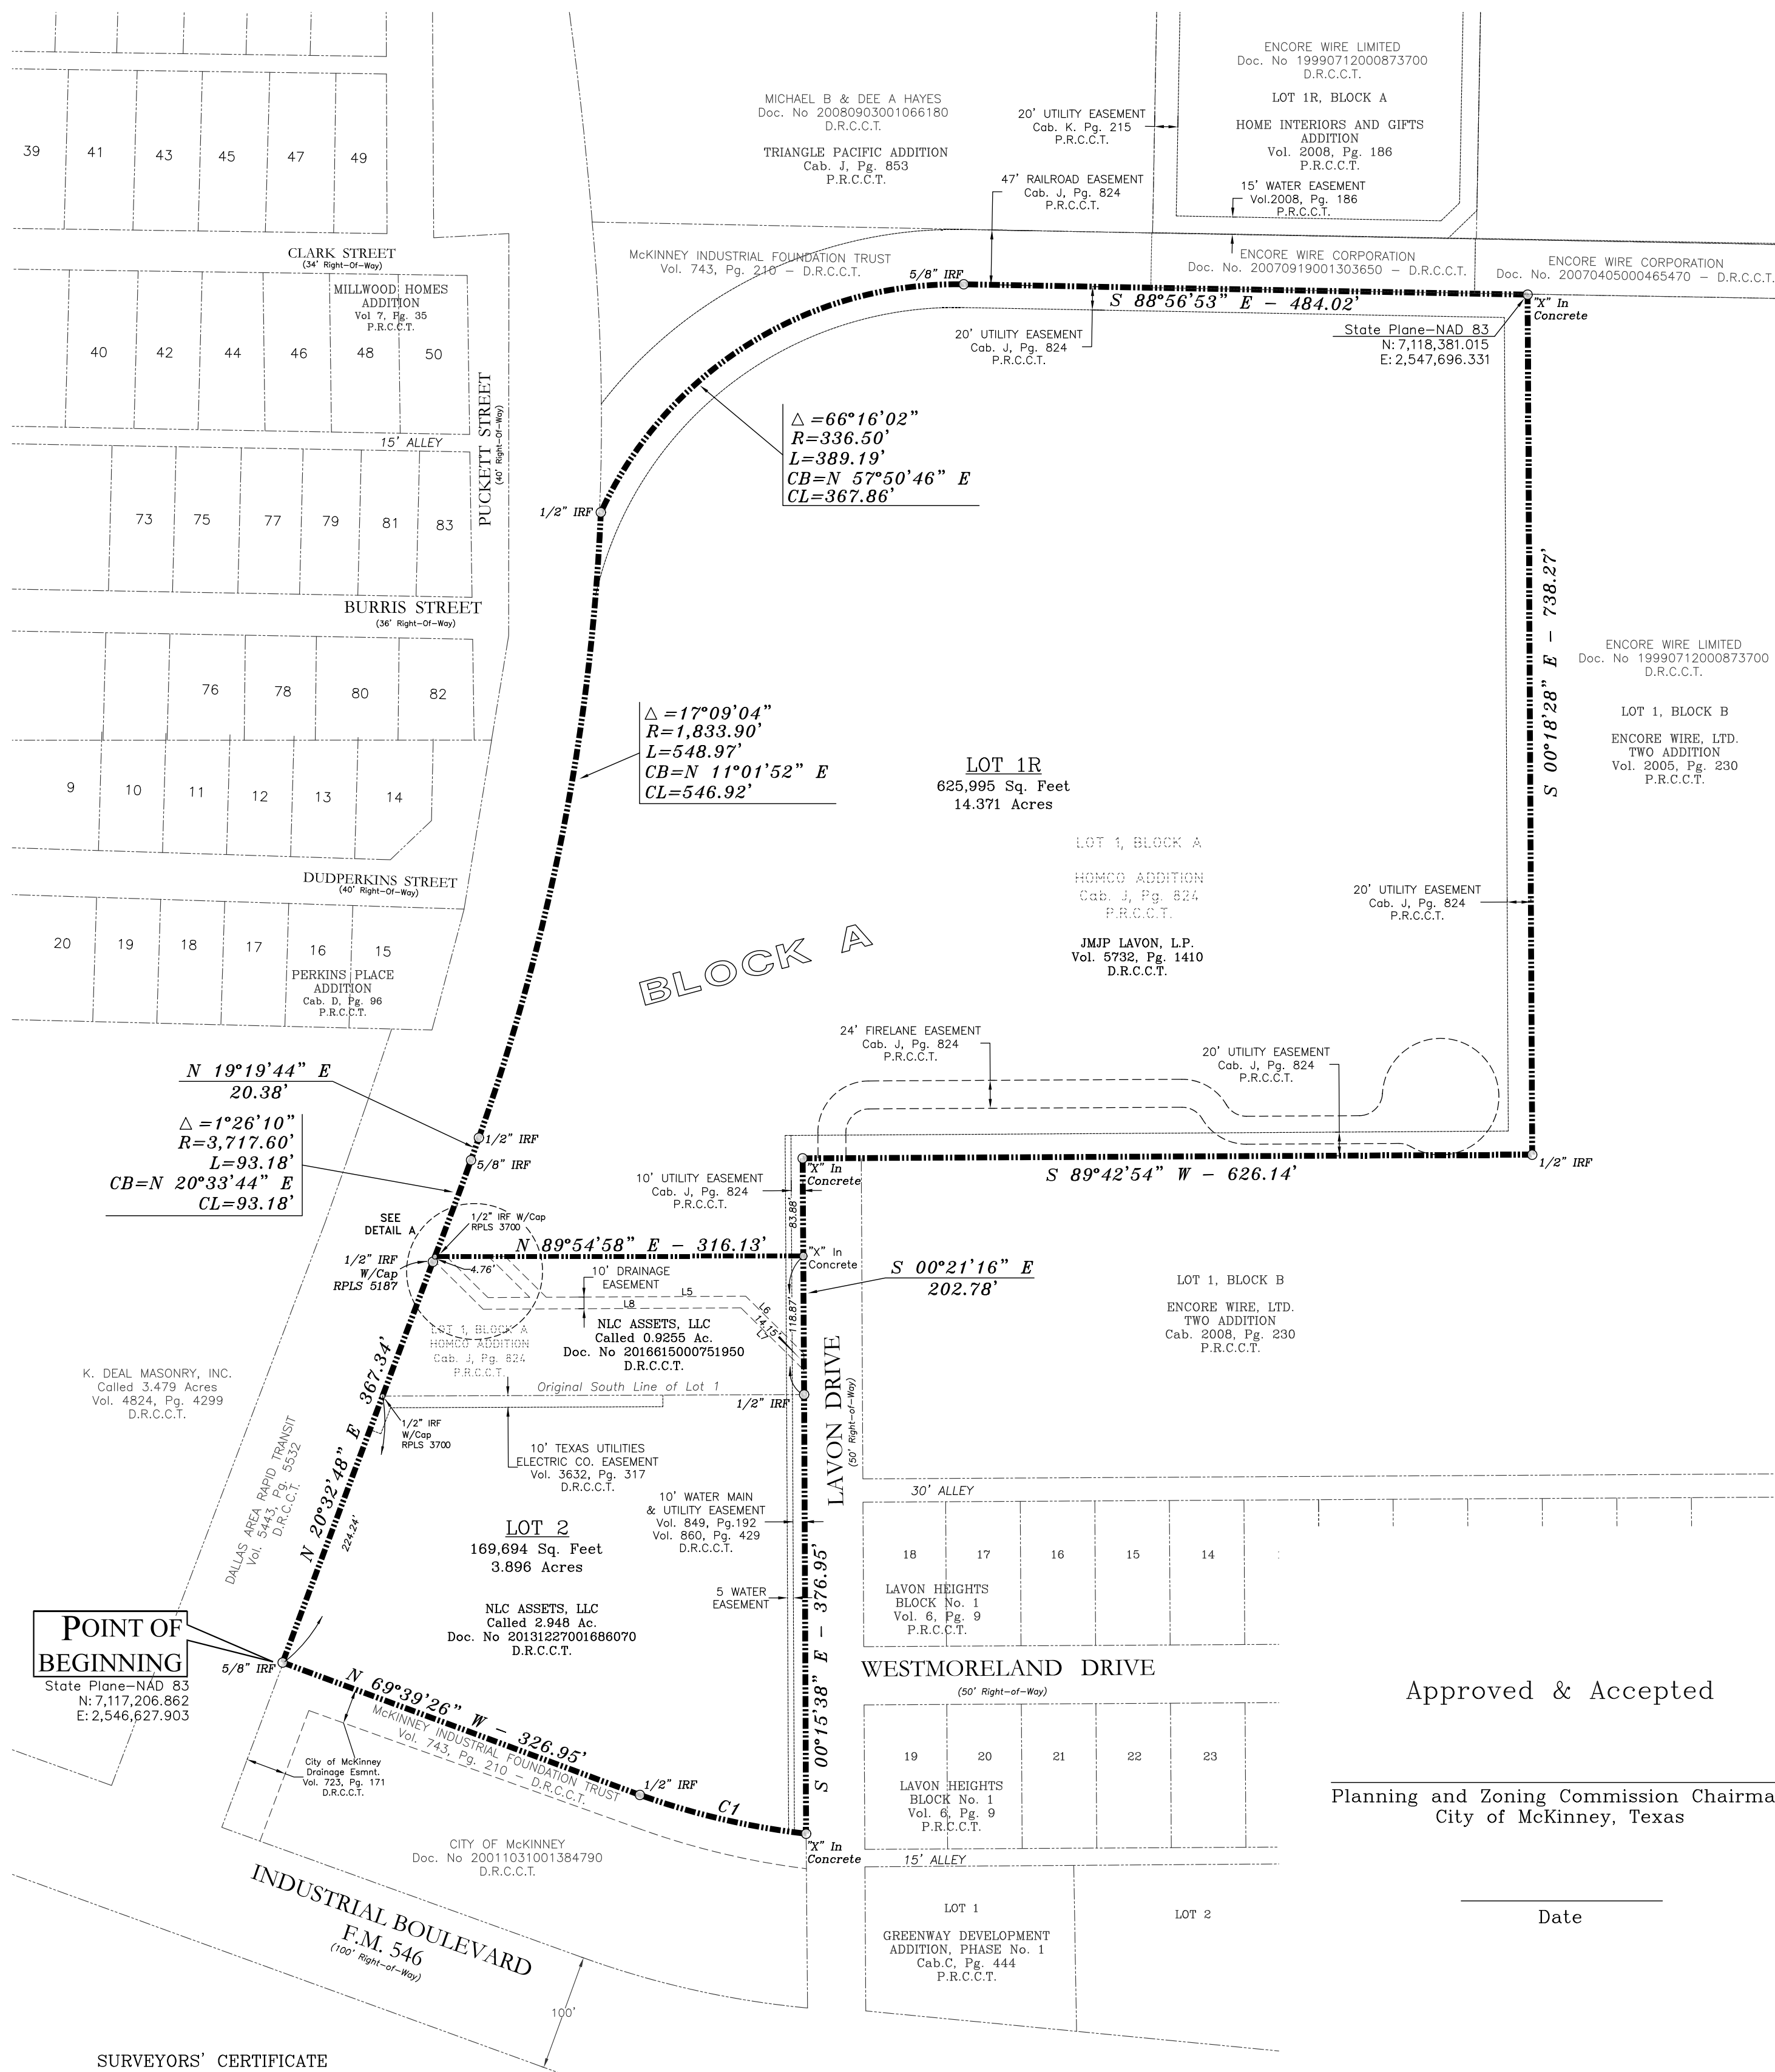 MICHAEL B & DEE A HAYES
Doc. No 20080903001066180
D.R.C.C.T.
TRIANGLE PACIFIC ADDITION
Cab. J, Pg. 853
P.R.C.C.T.
20' UTILITY EASEMENT
Cab. K. Pg. 215
P.R.C.C.T.
47' RAILROAD EASEMENT
Cab. J, Pg. 824
P.R.C.C.T.
ENCORE WIRE LIMITED
Doc. No 19990712000873700
D.R.C.C.T.
LOT 1R, BLOCK A
HOME INTERIORS AND GIFTS
ADDITION
Vol. 2008, Pg. 186
P.R.C.C.T.
15' WATER EASEMENT
Vol.2008, Pg. 186
P.R.C.C.T.
39
41
43
45
47
49
CLARK STREET
(34' Right-Of-Way)
MILLWOOD HOMES
ADDITION
Vol 7, Pg. 35
P.R.C.C.T.
40
42
44
46
48
50
15' ALLEY
PUCKETT STREET
(40' Right-Of-Way)
73
75
77
79
81
83
BURRIS STREET
(36' Right-Of-Way)
76
78
80
82
9
10
11
12
13
14
DUDPERKINS STREET
(40' Right-Of-Way)
20
19
18
17
16
15
PERKINS PLACE
ADDITION
Cab. D, Pg. 96
P.R.C.C.T.
McKINNEY INDUSTRIAL FOUNDATION TRUST
Vol. 743, Pg. 210 - D.R.C.C.T.
5/8" IRF
ENCORE WIRE CORPORATION
Doc. No. 20070919001303650 - D.R.C.C.T.
ENCORE WIRE CORPORATION
Doc. No. 20070405000465470 - D.R.C.C.T.
S 88°56'53" E - 484.02'
"X" In
Concrete
State Plane-NAD 83
N: 7,118,381.015
E: 2,547,696.331
20' UTILITY EASEMENT
Cab. J, Pg. 824
P.R.C.C.T.
△ =66°16'02"
R=336.50'
L=389.19'
CB=N 57°50'46" E
CL=367.86'
1/2" IRF
S 00°18'28" E - 738.27'
ENCORE WIRE LIMITED
Doc. No 19990712000873700
D.R.C.C.T.
LOT 1, BLOCK B
ENCORE WIRE, LTD.
TWO ADDITION
Vol. 2005, Pg. 230
P.R.C.C.T.
△ =17°09'04"
R=1,833.90'
L=548.97'
CB=N 11°01'52" E
CL=546.92'
LOT 1R
625,995 Sq. Feet
14.371 Acres
LOT 1, BLOCK A
HOMCO ADDITION
Cab. J, Pg. 824
P.R.C.C.T.
JMJP LAVON, L.P.
Vol. 5732, Pg. 1410
D.R.C.C.T.
20' UTILITY EASEMENT
Cab. J, Pg. 824
P.R.C.C.T.
BLOCK A
24' FIRELANE EASEMENT
Cab. J, Pg. 824
P.R.C.C.T.
20' UTILITY EASEMENT
Cab. J, Pg. 824
P.R.C.C.T.
N 19°19'44" E
20.38'
△ =1°26'10"
R=3,717.60'
L=93.18'
CB=N 20°33'44" E
CL=93.18'
1/2" IRF
5/8" IRF
10' UTILITY EASEMENT
Cab. J, Pg. 824
P.R.C.C.T.
"X" In
Concrete
S 89°42'54" W - 626.14'
1/2" IRF
83.88'
SEE
DETAIL A
1/2" IRF W/Cap
RPLS 3700
1/2" IRF
W/Cap
RPLS 5187
4.76'
N 89°54'58" E - 316.13'
"X" In
Concrete
S 00°21'16" E
202.78'
10' DRAINAGE
EASEMENT
L5
L8
L6
14.15'
L7
118.87'
LOT 1, BLOCK A
HOMCO ADDITION
Cab. J, Pg. 824
P.R.C.C.T.
NLC ASSETS, LLC
Called 0.9255 Ac.
Doc. No 2016615000751950
D.R.C.C.T.
LOT 1, BLOCK B
ENCORE WIRE, LTD.
TWO ADDITION
Cab. 2008, Pg. 230
P.R.C.C.T.
K. DEAL MASONRY, INC.
Called 3.479 Acres
Vol. 4824, Pg. 4299
D.R.C.C.T.
Original South Line of Lot 1
1/2" IRF
LAVON DRIVE
(50' Right-of-Way)
1/2" IRF
W/Cap
RPLS 3700
N 20°32'48" E 367.34'
224.24'
DALLAS AREA RAPID TRANSIT
Vol. 5443, Pg. 5532
D.R.C.C.T.
10' TEXAS UTILITIES
ELECTRIC CO. EASEMENT
Vol. 3632, Pg. 317
D.R.C.C.T.
30' ALLEY
10' WATER MAIN
& UTILITY EASEMENT
Vol. 849, Pg.192
Vol. 860, Pg. 429
D.R.C.C.T.
LOT 2
169,694 Sq. Feet
3.896 Acres
5 WATER
EASEMENT
S 00°15'38" E - 376.95'
NLC ASSETS, LLC
Called 2.948 Ac.
Doc. No 20131227001686070
D.R.C.C.T.
18
17
16
15
14
LAVON HEIGHTS
BLOCK No. 1
Vol. 6, Pg. 9
P.R.C.C.T.
WESTMORELAND DRIVE
(50' Right-of-Way)
POINT OF
BEGINNING
5/8" IRF
State Plane-NAD 83
N: 7,117,206.862
E: 2,546,627.903
N 69°39'26" W - 326.95'
McKINNEY INDUSTRIAL FOUNDATION TRUST
Vol. 743, Pg. 210 - D.R.C.C.T.
1/2" IRF
C1
"X" In
Concrete
City of McKinney
Drainage Esmnt.
Vol. 723, Pg. 171
D.R.C.C.T.
19
20
21
22
23
LAVON HEIGHTS
BLOCK No. 1
Vol. 6, Pg. 9
P.R.C.C.T.
15' ALLEY
Approved & Accepted
Planning and Zoning Commission Chairma
City of McKinney, Texas
Date
CITY OF McKINNEY
Doc. No 20011031001384790
D.R.C.C.T.
INDUSTRIAL BOULEVARD
F.M. 546
(100' Right-of-Way)
100'
LOT 1
GREENWAY DEVELOPMENT
ADDITION, PHASE No. 1
Cab.C, Pg. 444
P.R.C.C.T.
LOT 2
SURVEYORS' CERTIFICATE